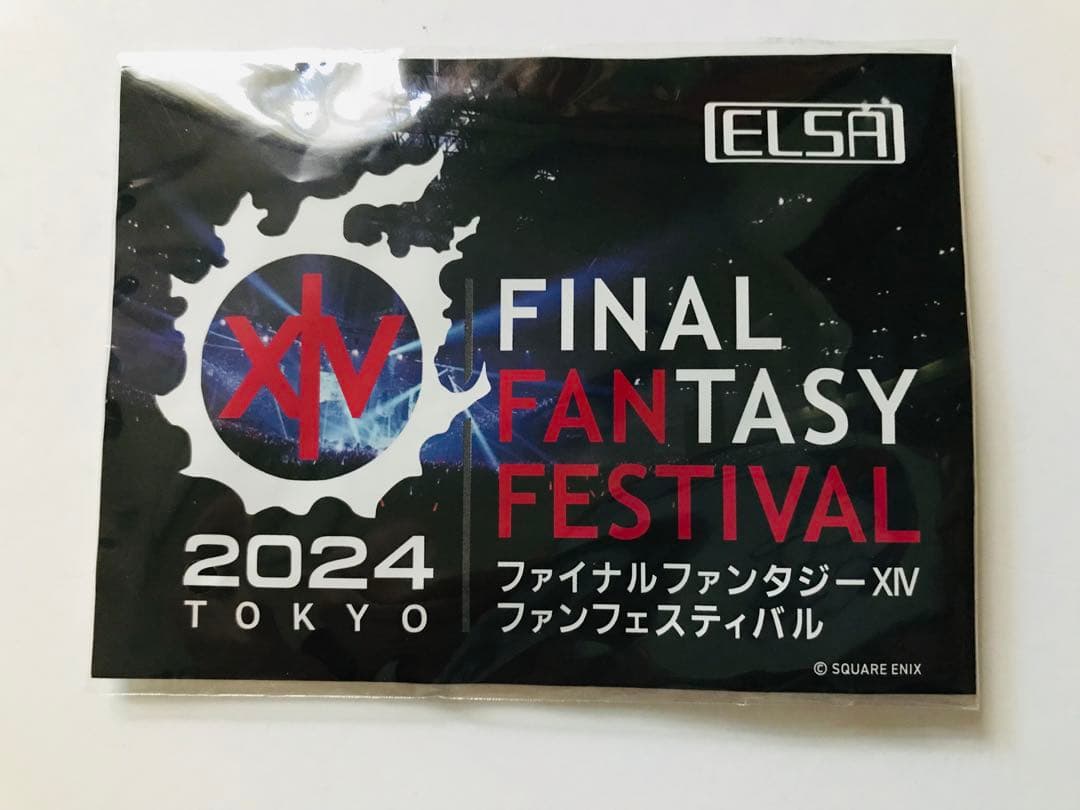 ELSA
XIV
2024
TOKYO
FINAL
FANTASY
FESTIVAL
ファイナルファンタジーXIV
ファンフェスティバル
© SQUARE ENIX